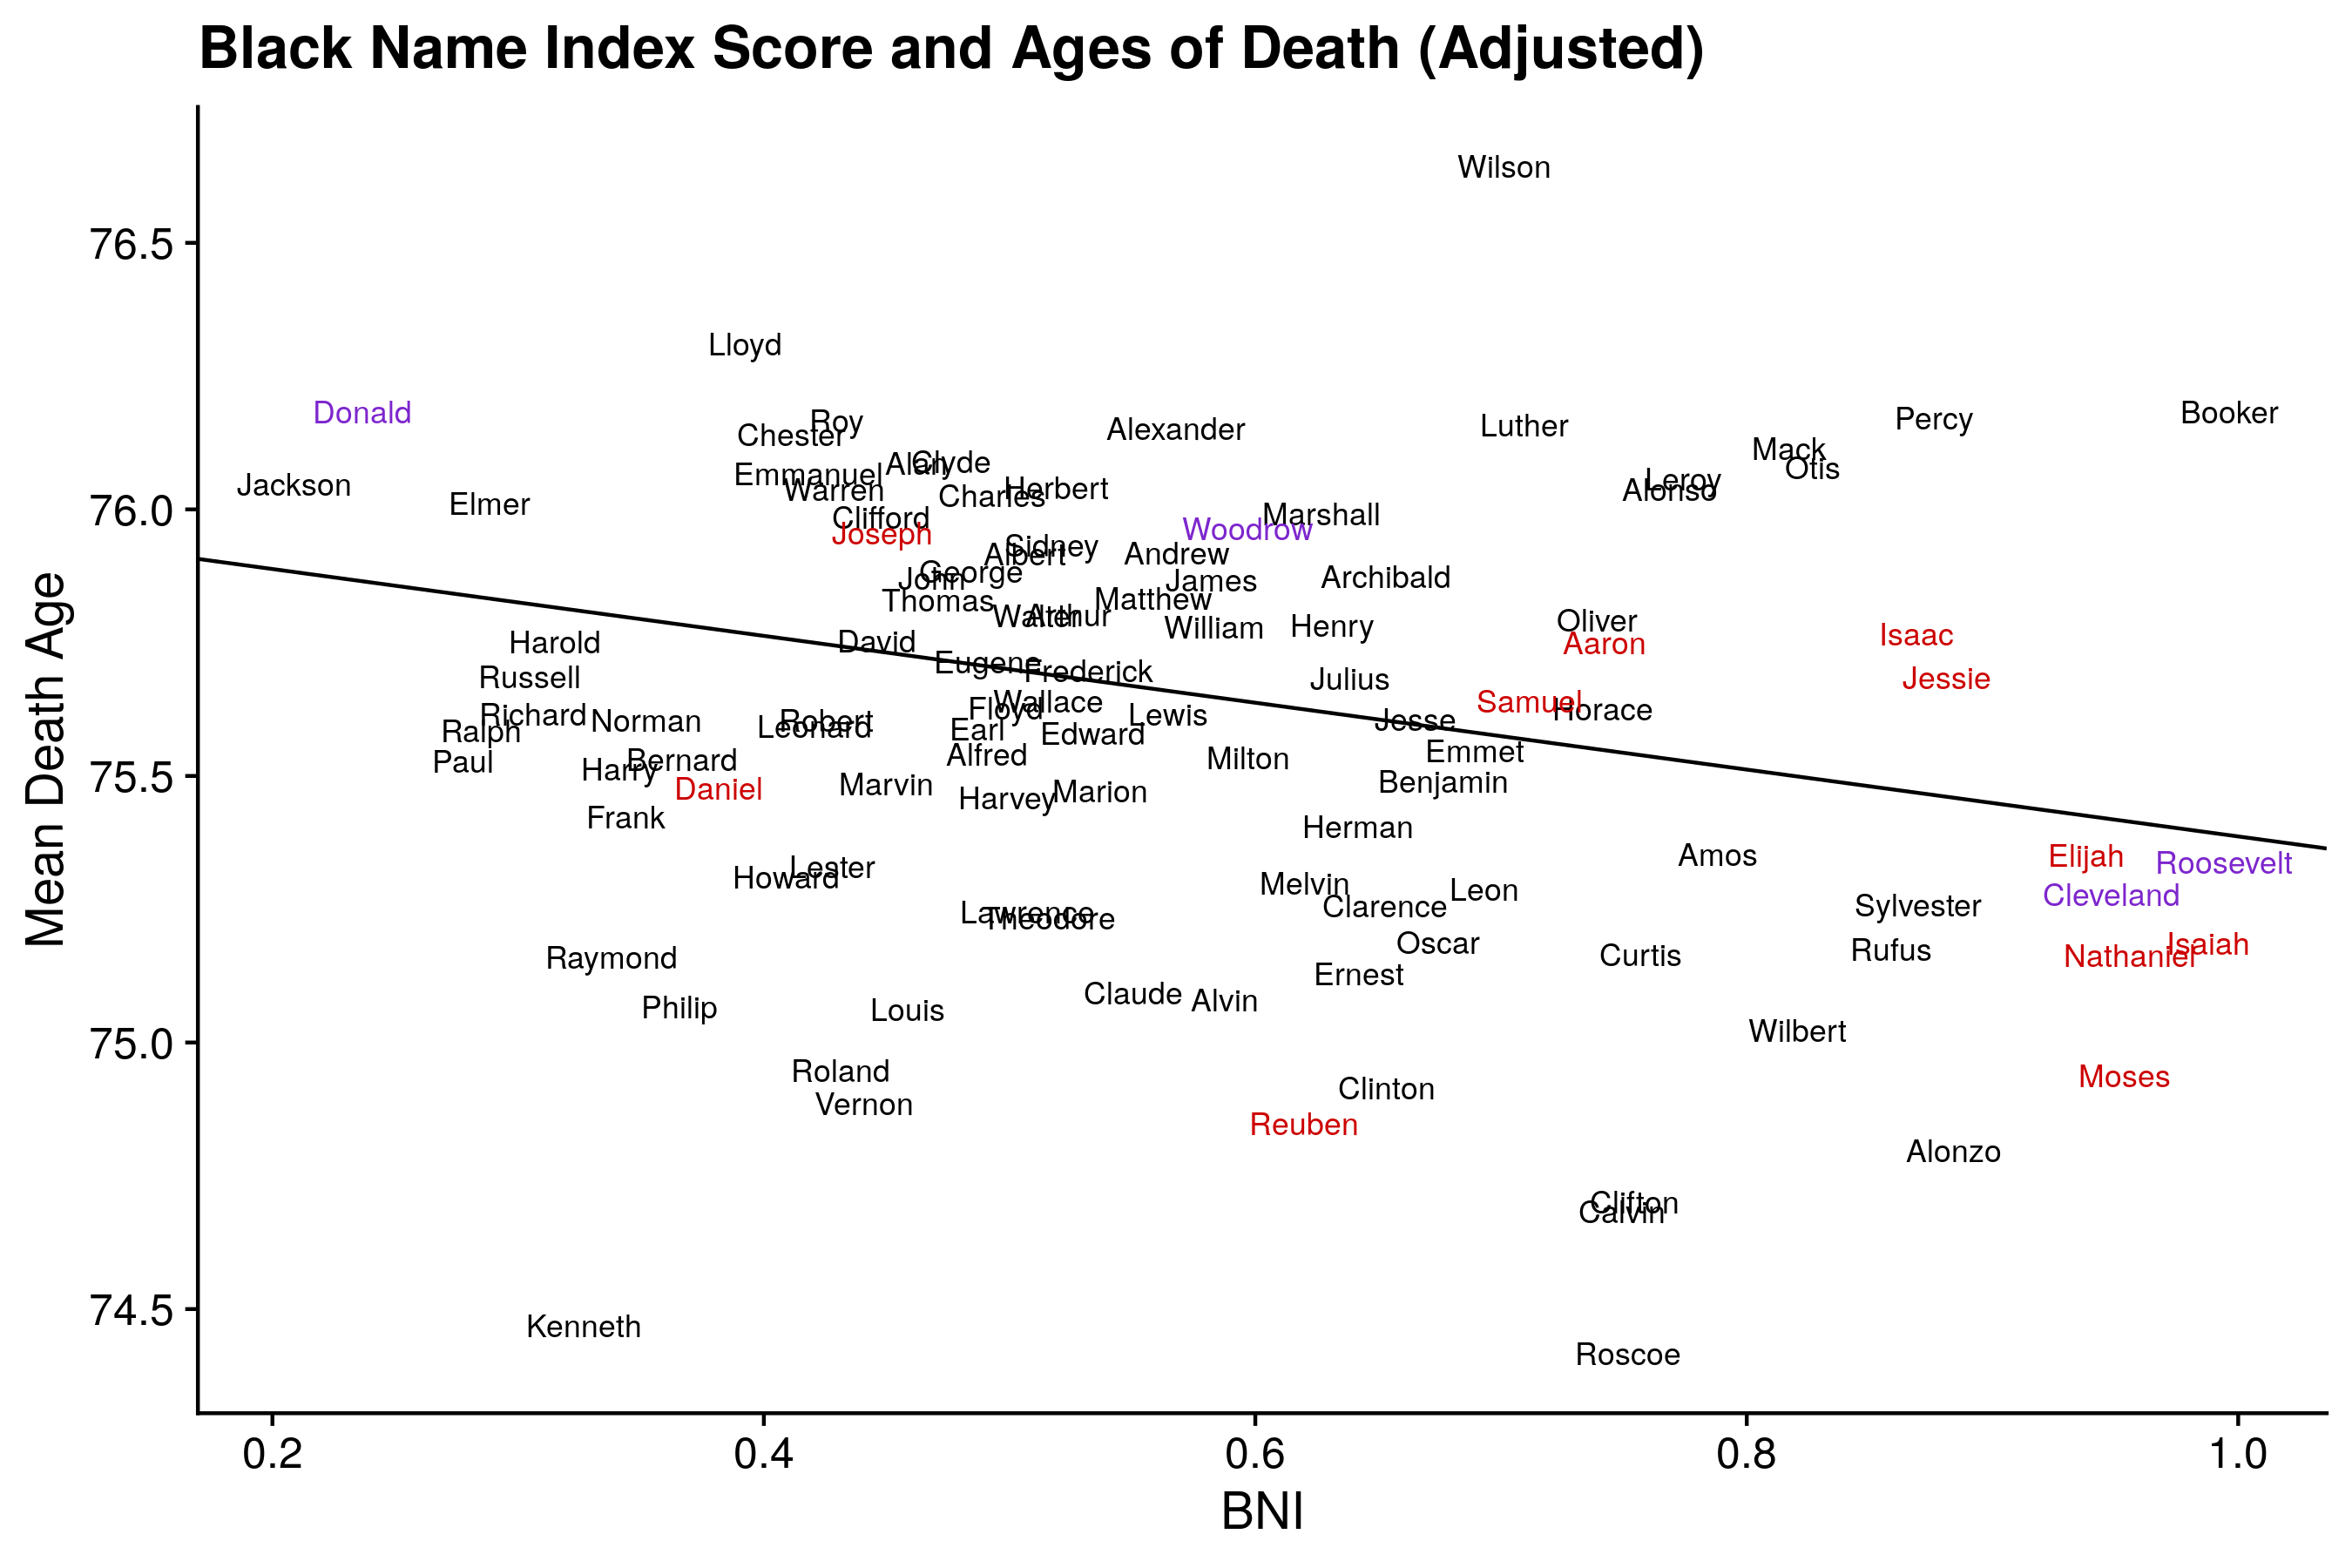 Black Name Index Score and Ages of Death (Adjusted)
Wilson
76.5
Lloyd
Donald
Booker
Percy
Roy
Luther
Alexander
Chester
Mack
Clyde
Alan
Otis
Emmanuel
Leroy
Jackson
Warren
Alonso
Herbert
Charles
76.0
Elmer
Marshall
Clifford
Woodrow
Joseph
Sidney
Albert
Andrew
George
John
James
Archibald
Thomas
Matthew
Walter
Arthur
William
Henry
Oliver
Harold
David
Aaron
Isaac
Eugene
Frederick
Russell
Julius
Jessie
Wallace
Samuel
Floyd
Horace
Richard
Norman
Robert
Leonard
Lewis
Jesse
Ralph
Earl
Edward
Paul
Bernard
Alfred
Milton
Emmet
75.5
Harry
Daniel
Marvin
Harvey
Marion
Benjamin
Frank
Herman
Lester
Amos
Elijah
Roosevelt
Howard
Melvin
Leon
Cleveland
Lawrence
Theodore
Clarence
Sylvester
Oscar
Rufus
Isaiah
Raymond
Curtis
Nathaniel
Ernest
Claude
Alvin
Philip
Louis
75.0
Wilbert
Roland
Moses
Vernon
Clinton
Reuben
Alonzo
Clifton
Calvin
74.5
Kenneth
Roscoe
Mean Death Age
0.2 0.4 0.6 0.8 1.0
BNI